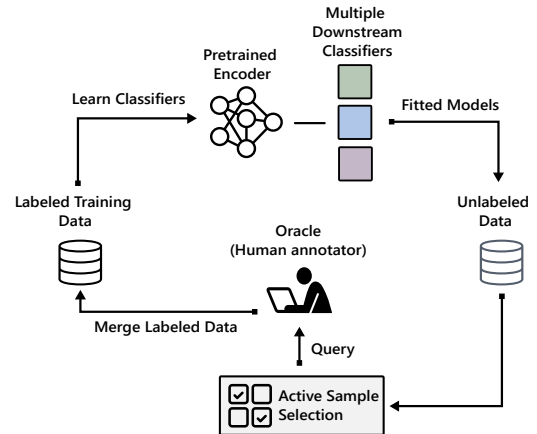 Multiple
Downstream
Classifiers
Pretrained
Encoder
Learn Classifiers
Fitted Models
Labeled Training
Data
Unlabeled
Data
Oracle
(Human annotator)
Merge Labeled Data
Query
Active Sample
Selection